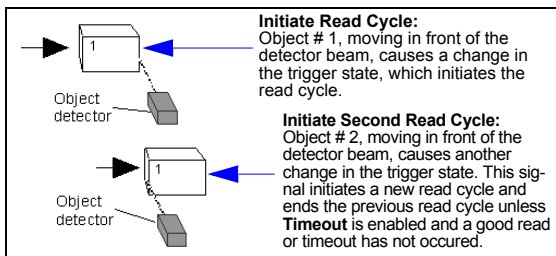 Initiate Read Cycle:
Object # 1, moving in front of the
detector beam, causes a change in
the trigger state, which initiates the
read cycle.
1
Object
detector
Initiate Second Read Cycle:
Object # 2, moving in front of the
detector beam, causes another
change in the trigger state. This sig-
nal initiates a new read cycle and
ends the previous read cycle unless
Timeout is enabled and a good read
or timeout has not occured.
1
Object
detector